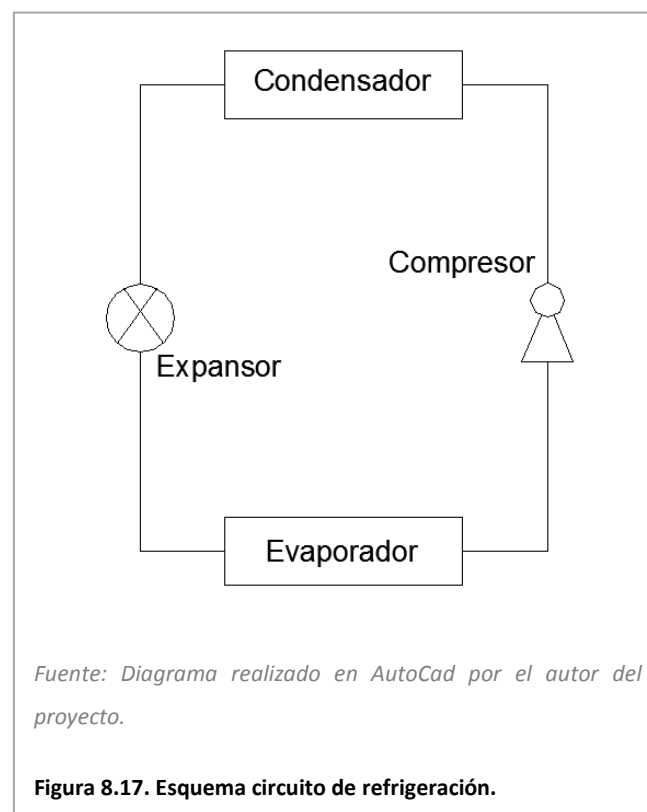 Condensador
Compresor
Expansor
Evaporador
Fuente: Diagrama realizado en AutoCad por el autor del
proyecto.
Figura 8.17. Esquema circuito de refrigeración.